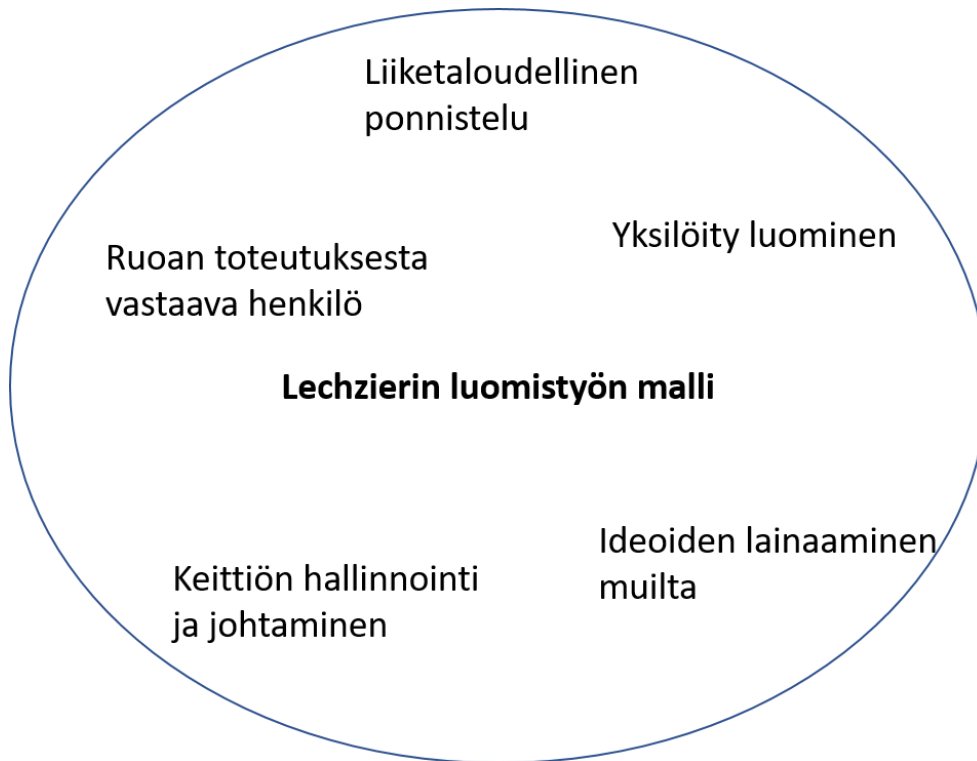 Liiketaloudellinen
ponnistelu
Yksilöity luominen
Ruoan toteutuksesta
vastaava henkilö
Lechzierin luomistyön malli
Ideoiden lainaaminen
muilta
Keittiön hallinnointi
ja johtaminen